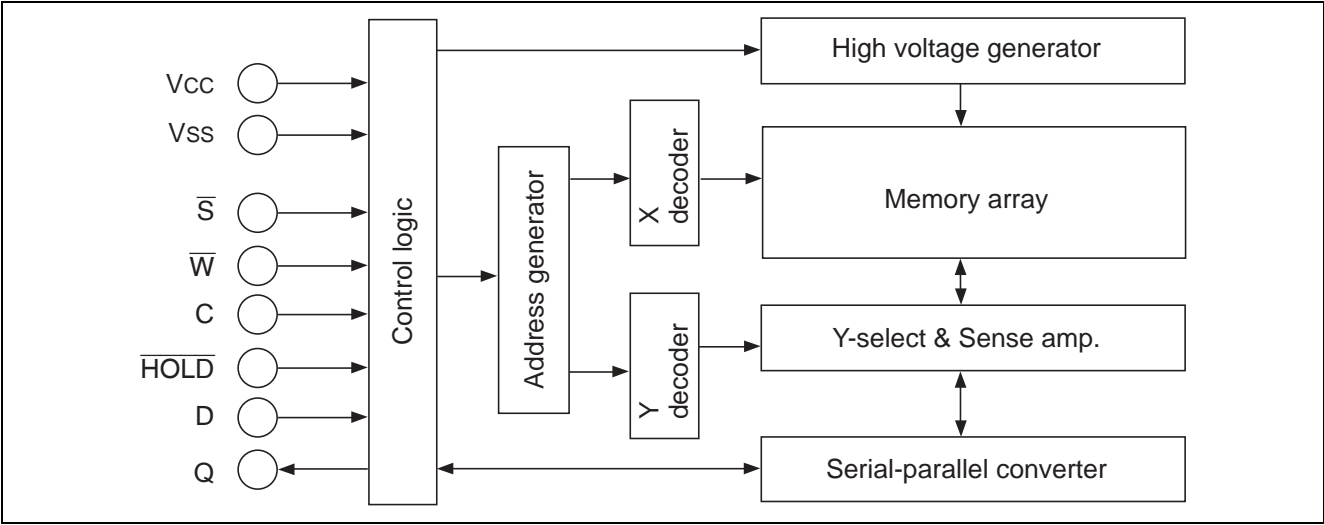 VCC
VSS
S̅
W̅
C
H̅O̅L̅D̅
D
Q
Control logic
Address generator
X
decoder
Y
decoder
High voltage generator
Memory array
Y-select & Sense amp.
Serial-parallel converter